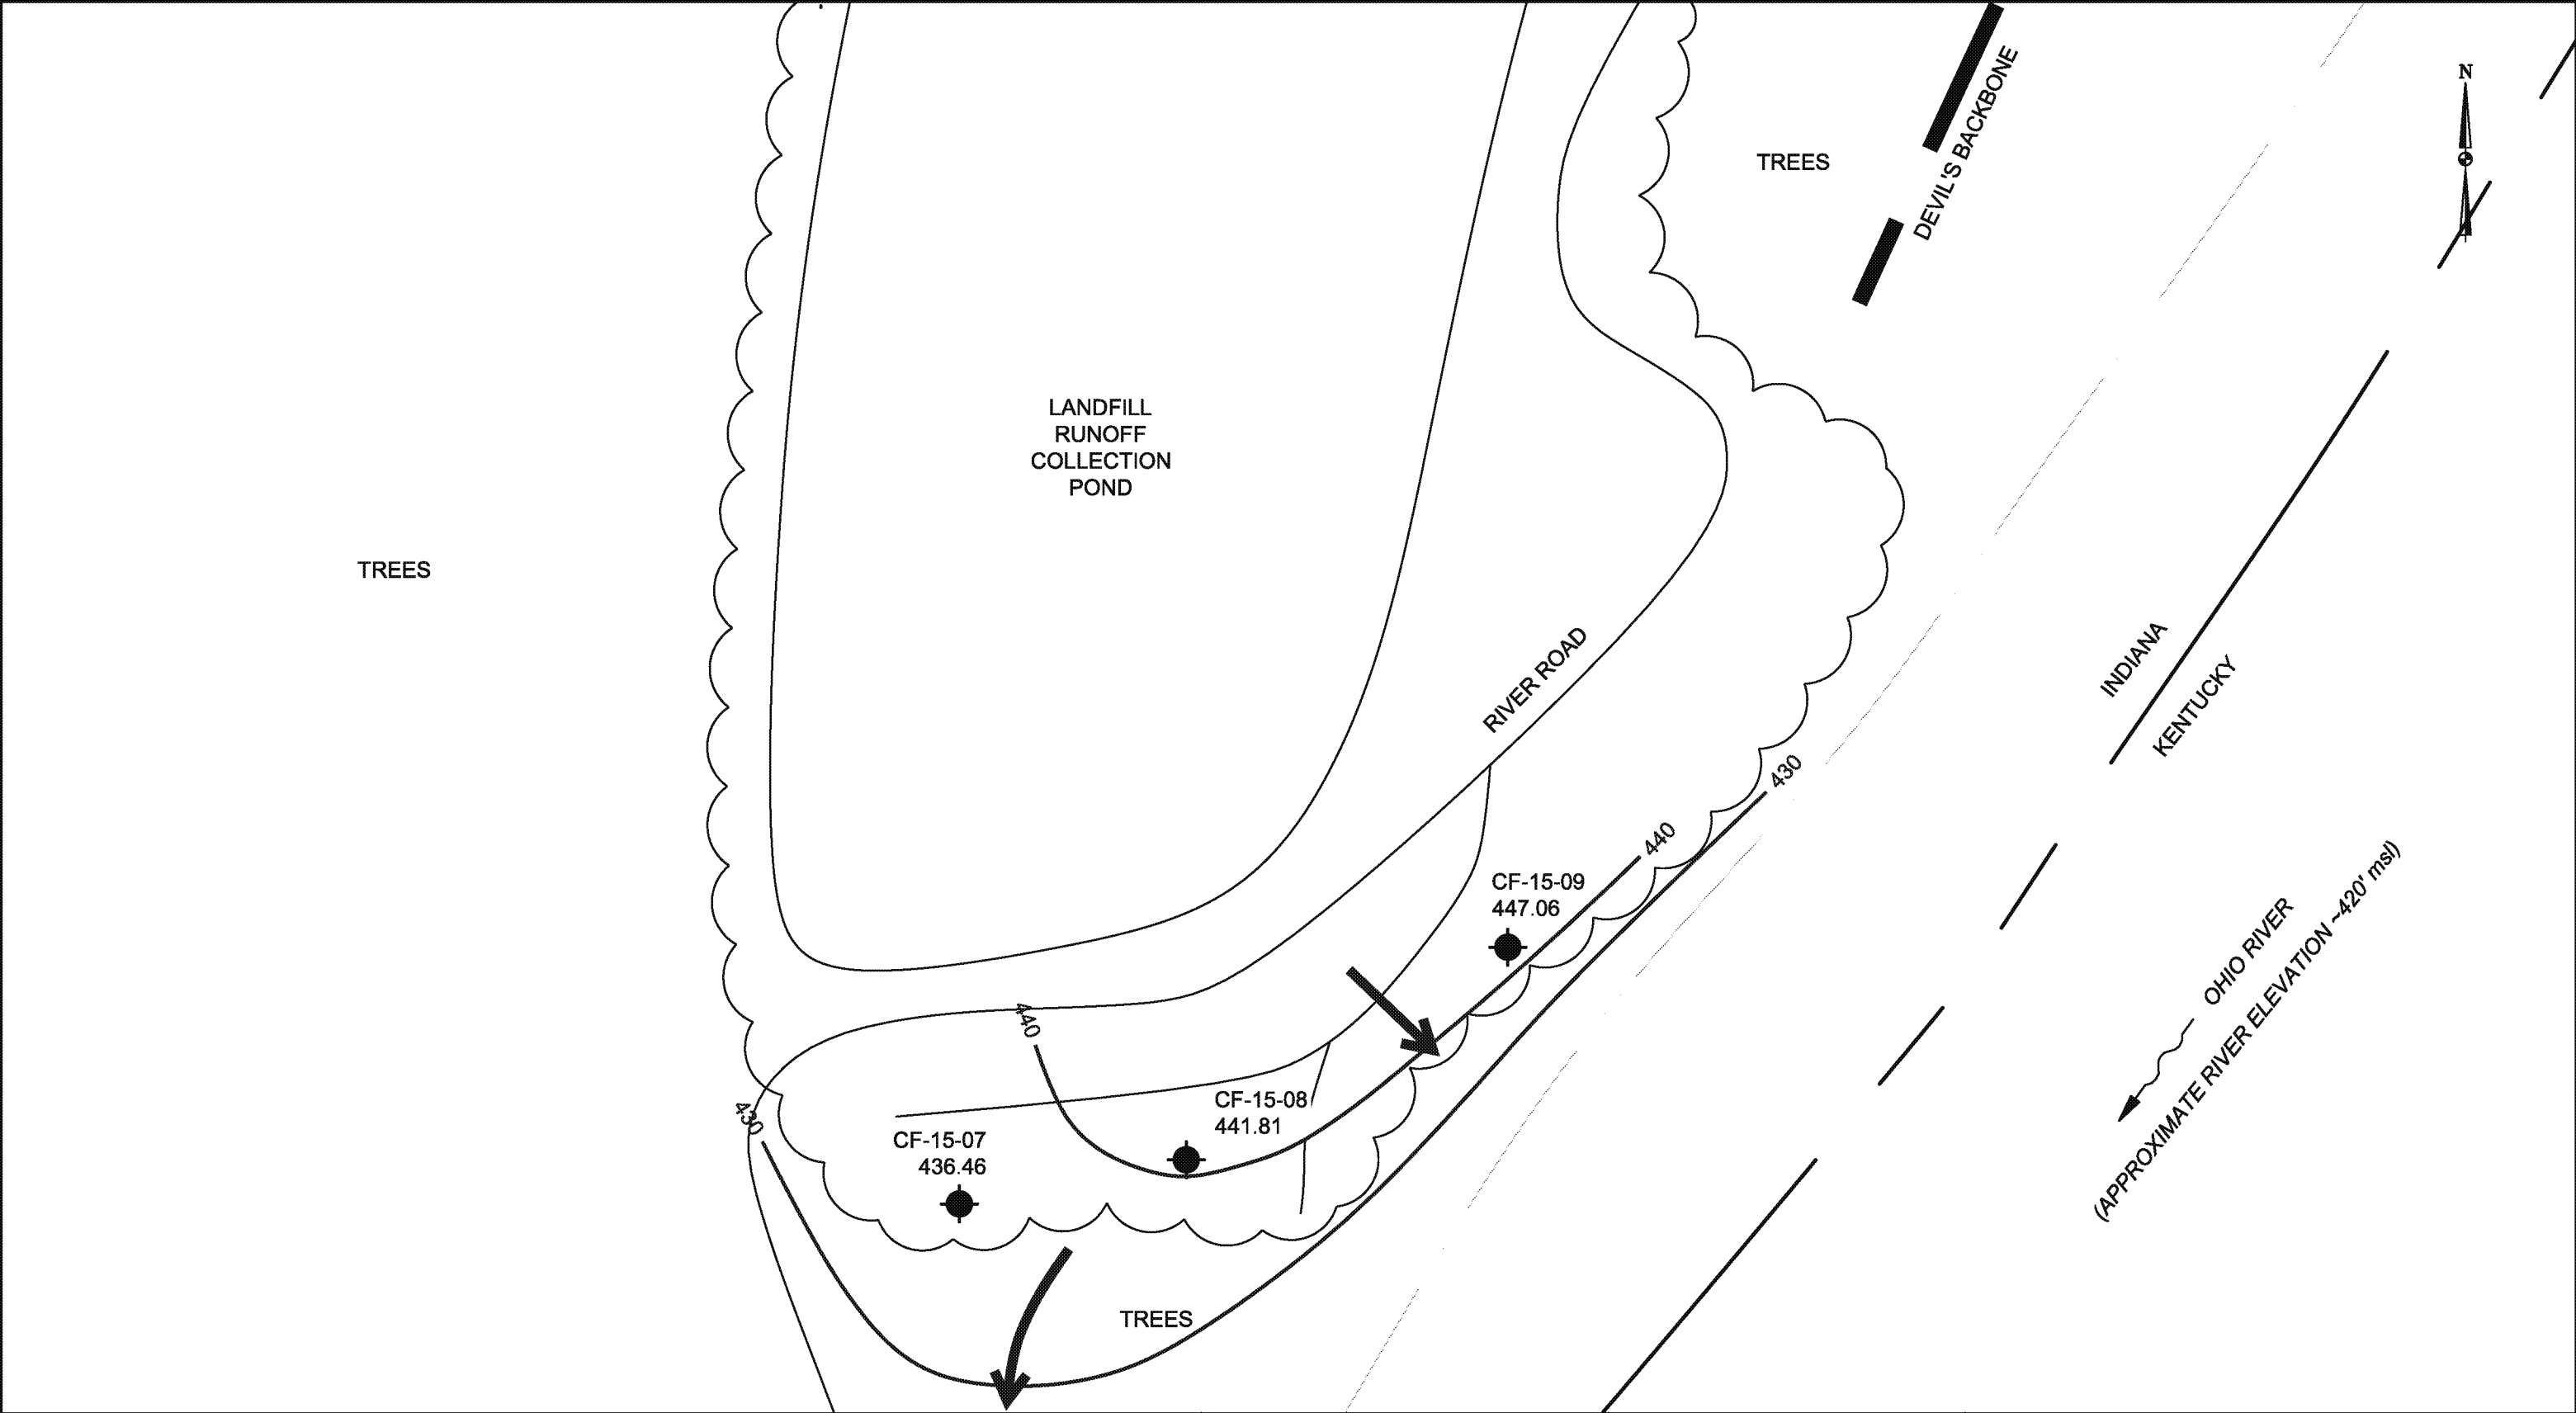 N
DEVIL'S BACKBONE
TREES
LANDFILL
RUNOFF
COLLECTION
POND
TREES
RIVER ROAD
INDIANA
KENTUCKY
430
440
CF-15-09
447.06
OHIO RIVER
(APPROXIMATE RIVER ELEVATION ~420' msl)
440
CF-15-08
441.81
430
CF-15-07
436.46
TREES